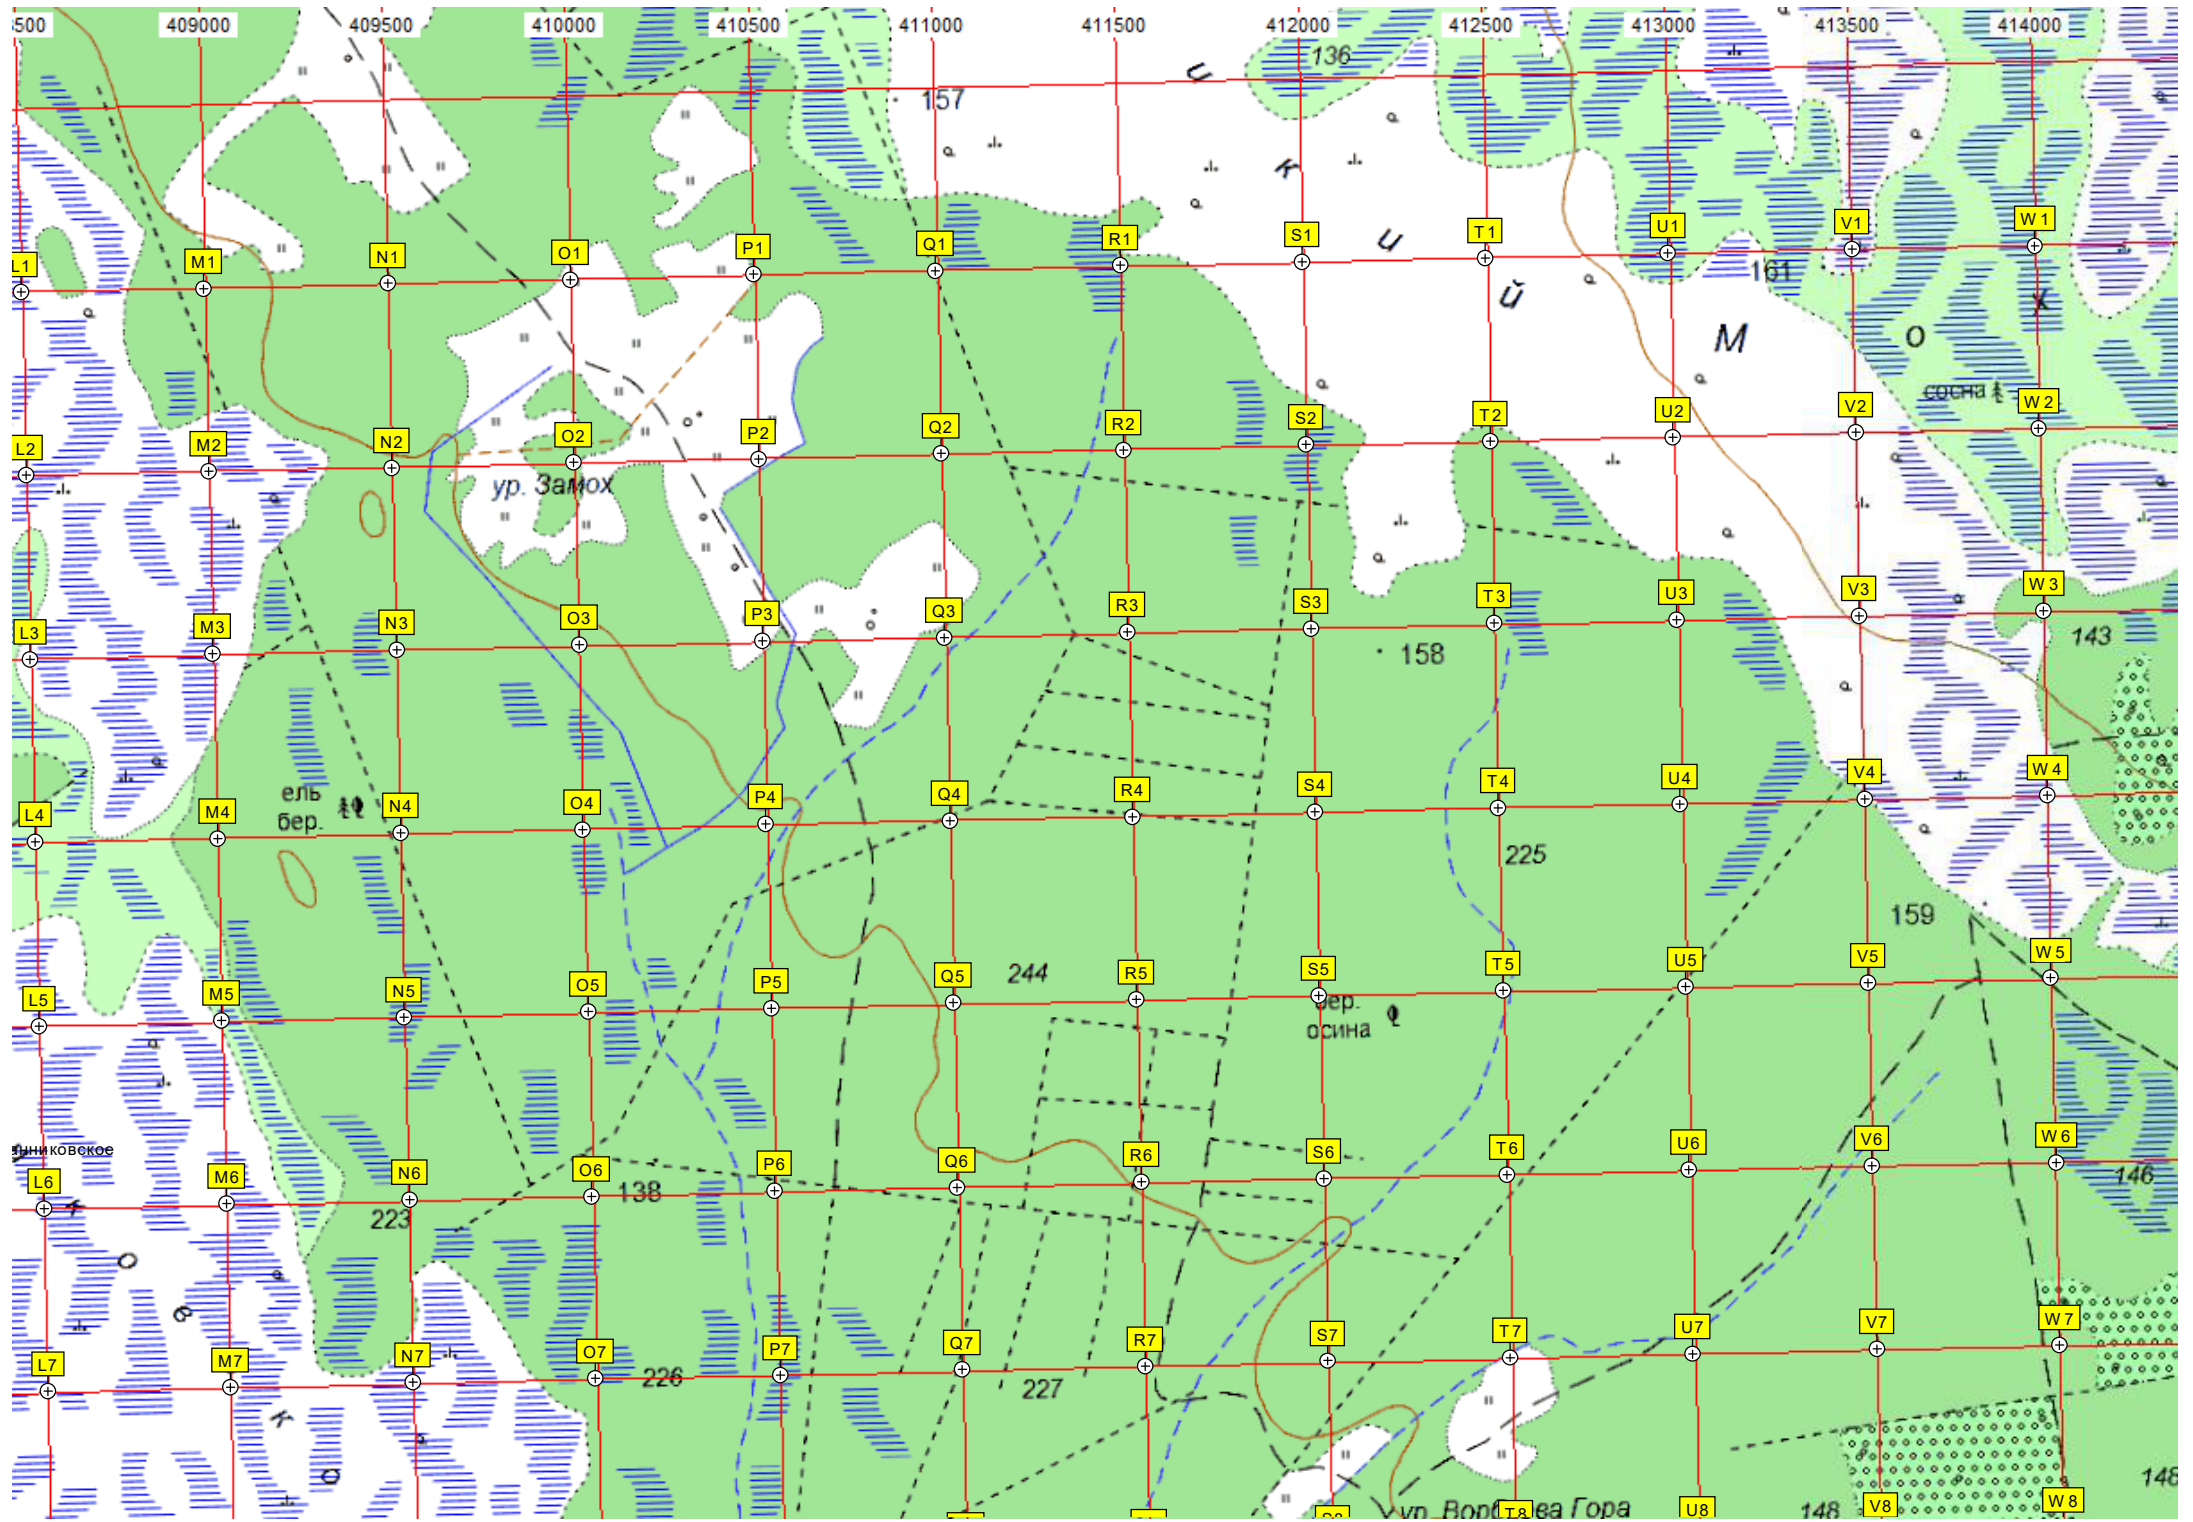 500 409000 409500 410000 410500 411000 411500 412000 412500 413000 413500 414000
136
157
и
к
и
й
М
О
Х
L1 M1 N1 O1 P1 Q1 R1 S1 T1 U1 V1 W1
161
сосна
L2 M2 N2 O2 P2 Q2 R2 S2 T2 U2 V2 W2
ур. Замох
L3 M3 N3 O3 P3 Q3 R3 S3 T3 U3 V3 W3
143
158
ель
бер.
L4 M4 N4 O4 P4 Q4 R4 S4 T4 U4 V4 W4
225
159
L5 M5 N5 O5 P5 Q5 R5 S5 T5 U5 V5 W5
244
бер.
осина
нниковское
L6 M6 N6 O6 P6 Q6 R6 S6 T6 U6 V6 W6
138
146
223
о
в
к
о
L7 M7 N7 O7 P7 Q7 R7 S7 T7 U7 V7 W7
226
227
148
ур. Воробьева Гора
148
T8 U8 V8 W8